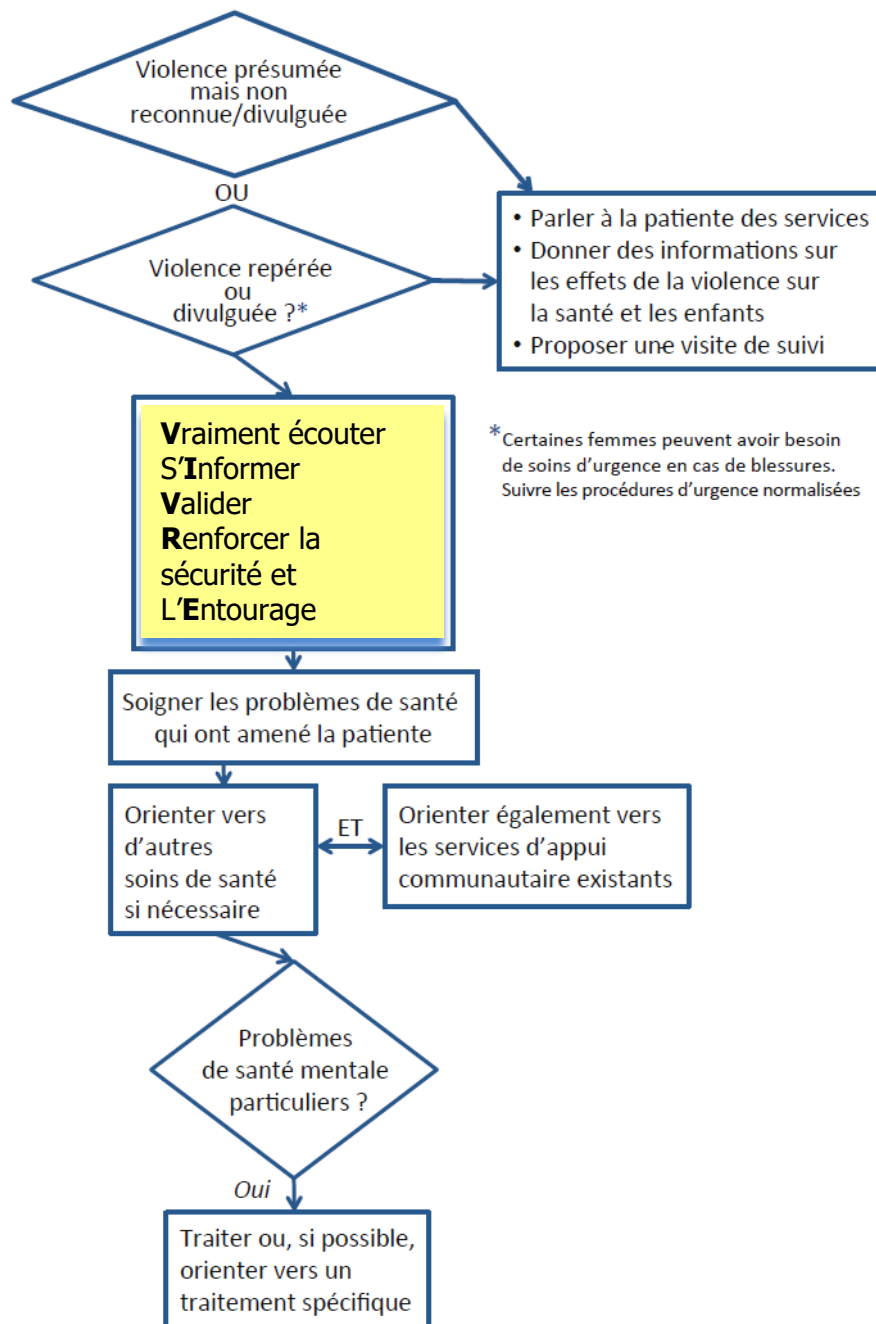 Violence présumée
mais non
reconnue/divulguée
OU
Violence repérée
ou
divulguée ?*
• Parler à la patiente des services
• Donner des informations sur
les effets de la violence sur
la santé et les enfants
• Proposer une visite de suivi
*Certaines femmes peuvent avoir besoin
de soins d’urgence en cas de blessures.
Suivre les procédures d’urgence normalisées
Vraiment écouter
S’Informer
Valider
Renforcer la
sécurité et
L’Entourage
Soigner les problèmes de santé
qui ont amené la patiente
Orienter vers
d’autres
soins de santé
si nécessaire
ET
Orienter également vers
les services d’appui
communautaire existants
Problèmes
de santé mentale
particuliers ?
Oui
Traiter ou, si possible,
orienter vers un
traitement spécifique